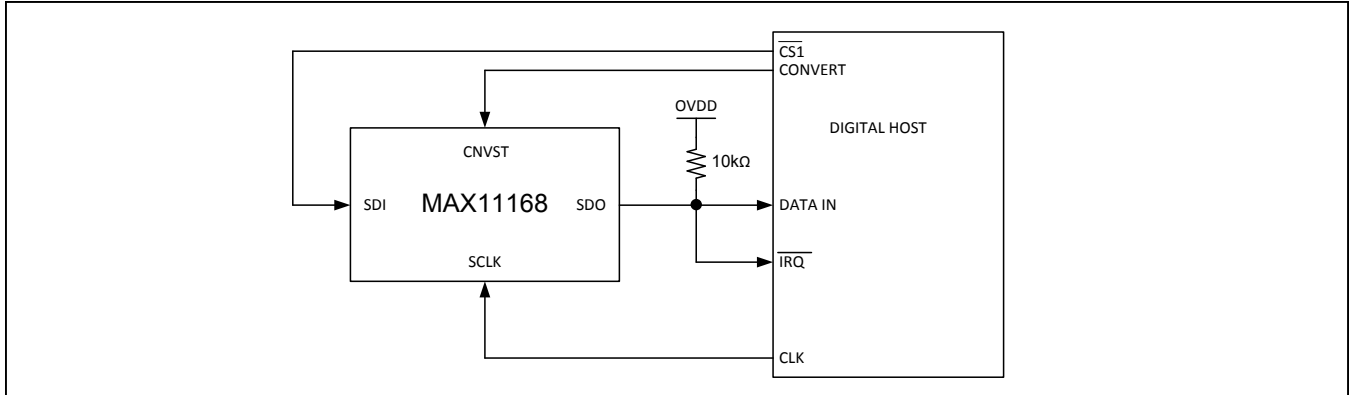 CS1
CONVERT
OVDD
DIGITAL HOST
CNVST
10kΩ
SDI
MAX11168
SDO
DATA IN
SCLK
IRQ
CLK